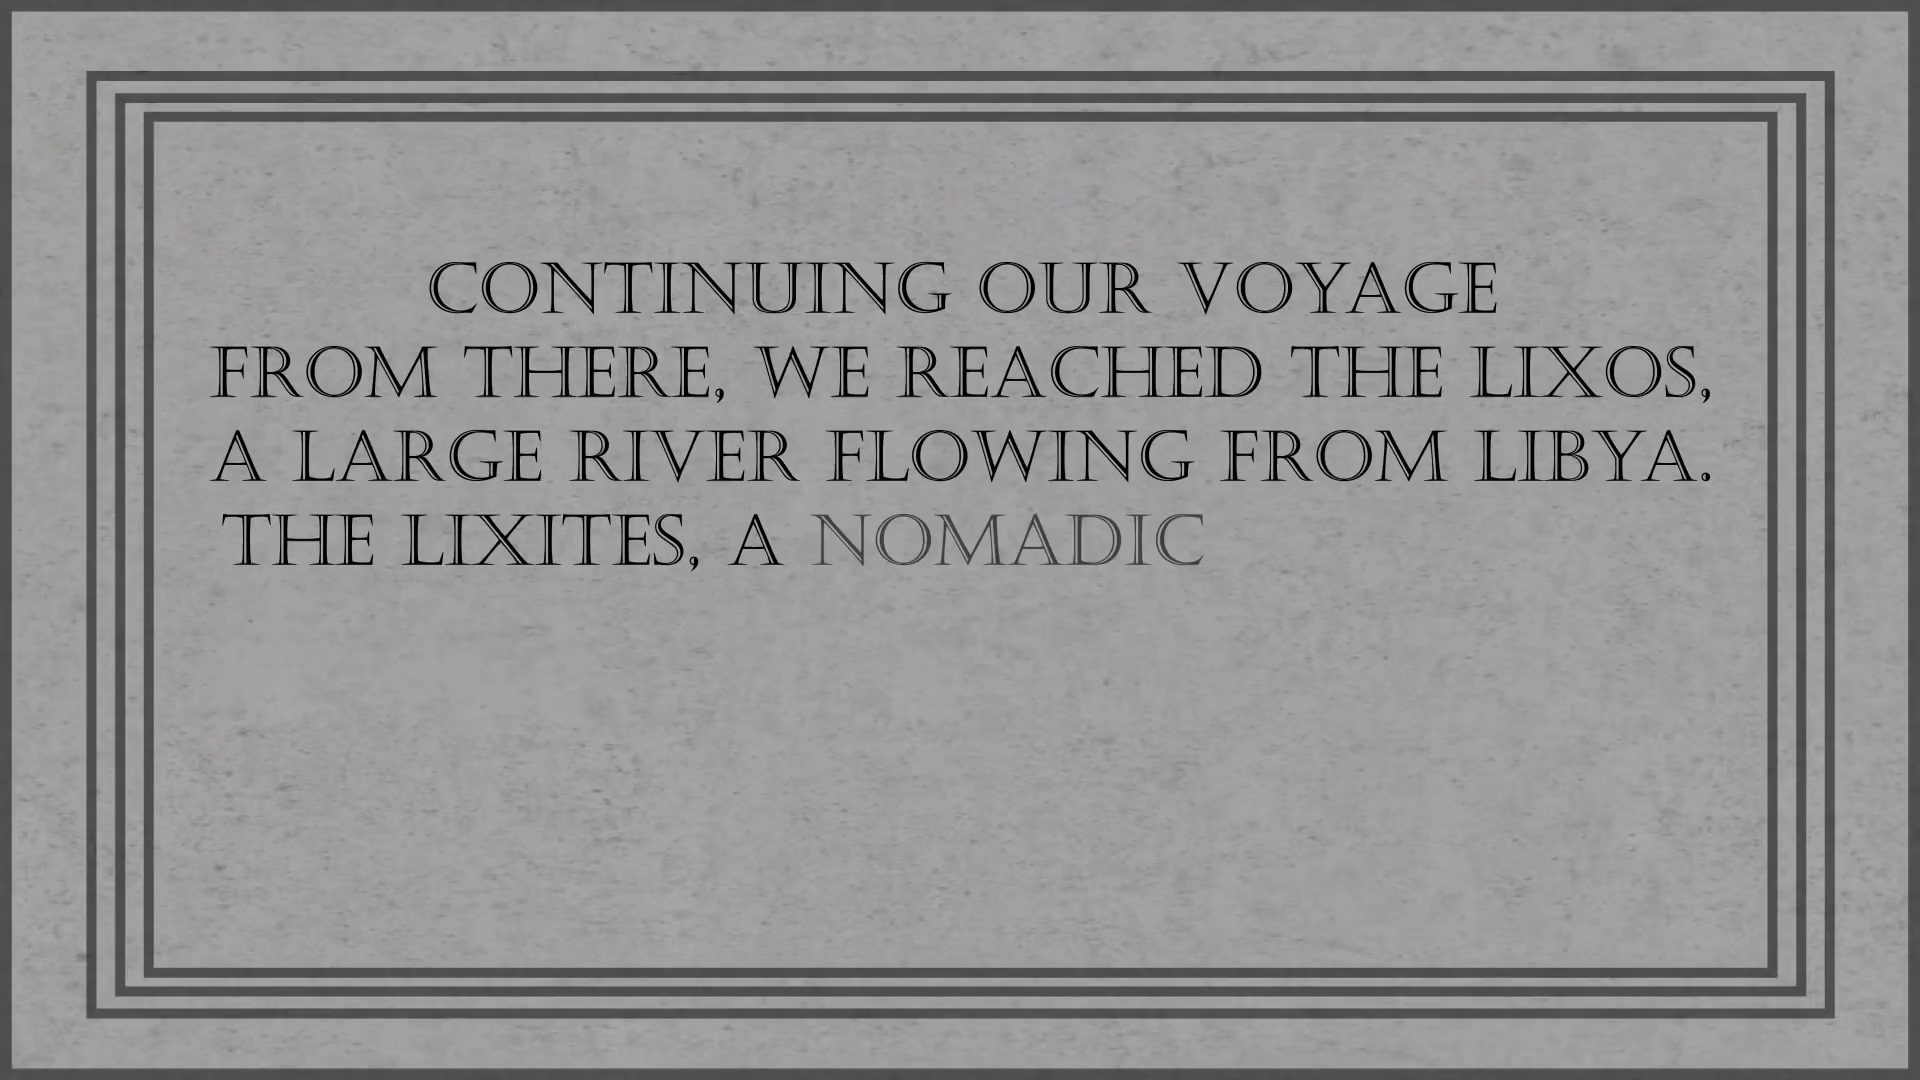 CONTINUING OUR VOYAGE
FROM THERE, WE REACHED THE LIXOS,
A LARGE RIVER FLOWING FROM LIBYA.
THE LIXITES, A NOMADIC